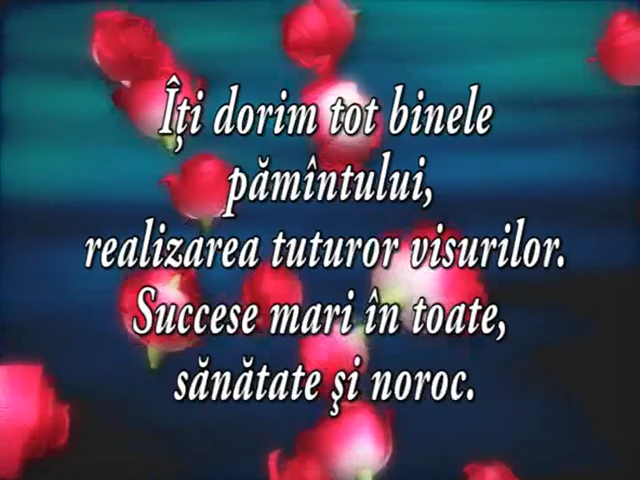 Îţi dorim tot binele
pămîntului,
realizarea tuturor visurilor.
Succese mari în toate,
sănătate şi noroc.